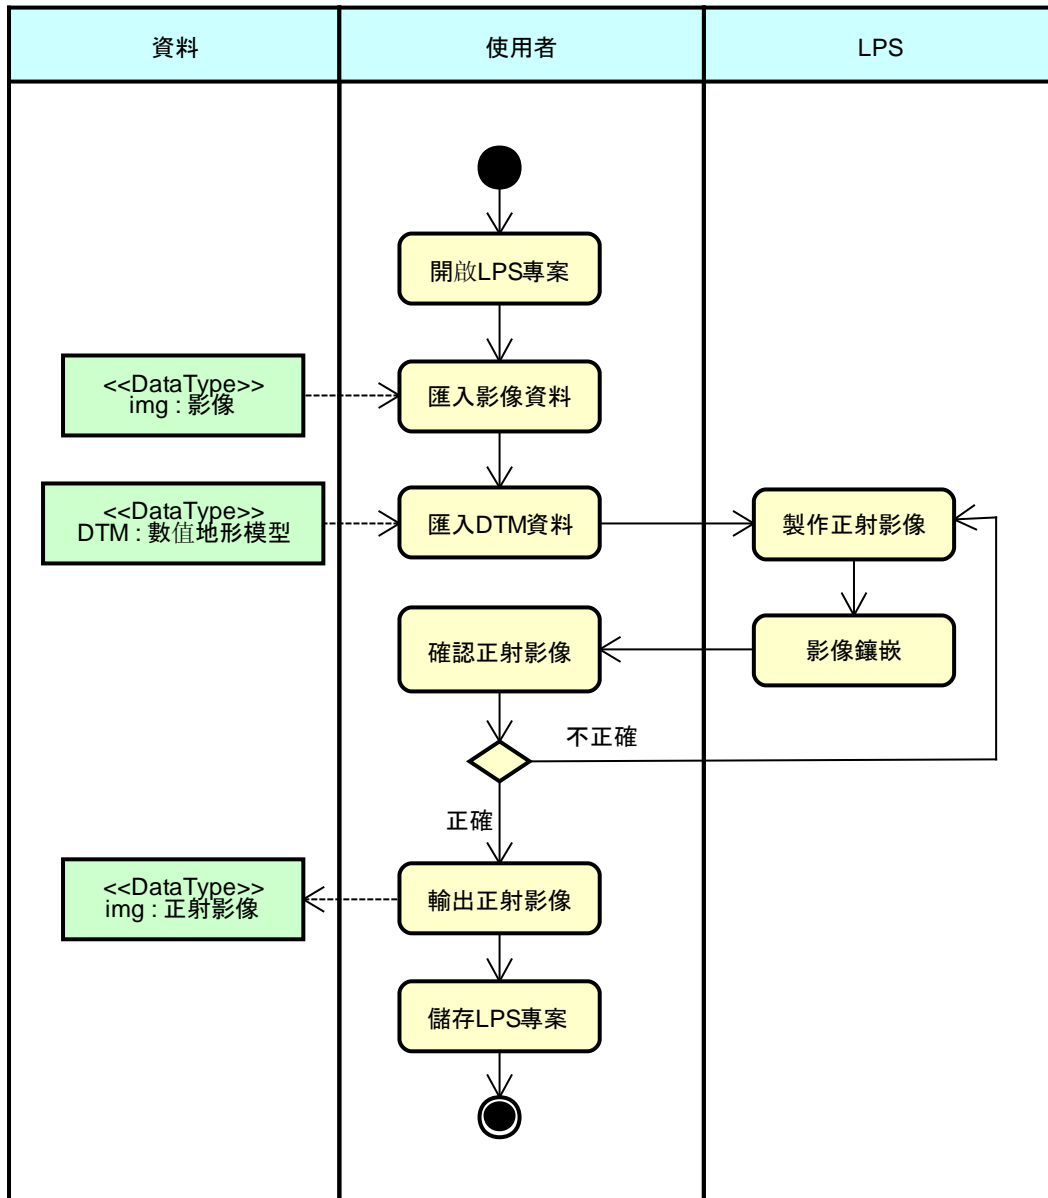 資料
使用者
LPS
開啟LPS專案
<<DataType>>
img : 影像
匯入影像資料
<<DataType>>
DTM : 數值地形模型
匯入DTM資料
製作正射影像
確認正射影像
影像鑲嵌
不正確
正確
<<DataType>>
img : 正射影像
輸出正射影像
儲存LPS專案